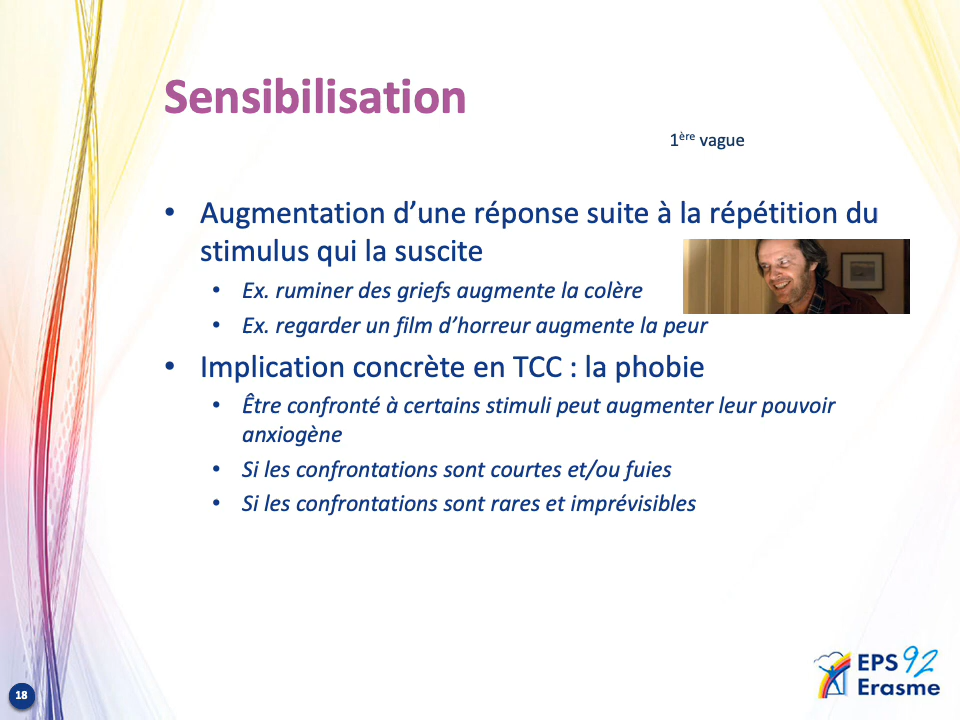 Sensibilisation
1ère vague
• Augmentation d’une réponse suite à la répétition du
stimulus qui la suscite
• Ex. ruminer des griefs augmente la colère
• Ex. regarder un film d’horreur augmente la peur
• Implication concrète en TCC : la phobie
• Être confronté à certains stimuli peut augmenter leur pouvoir
anxiogène
• Si les confrontations sont courtes et/ou fuies
• Si les confrontations sont rares et imprévisibles
18
EPS 92
Erasme